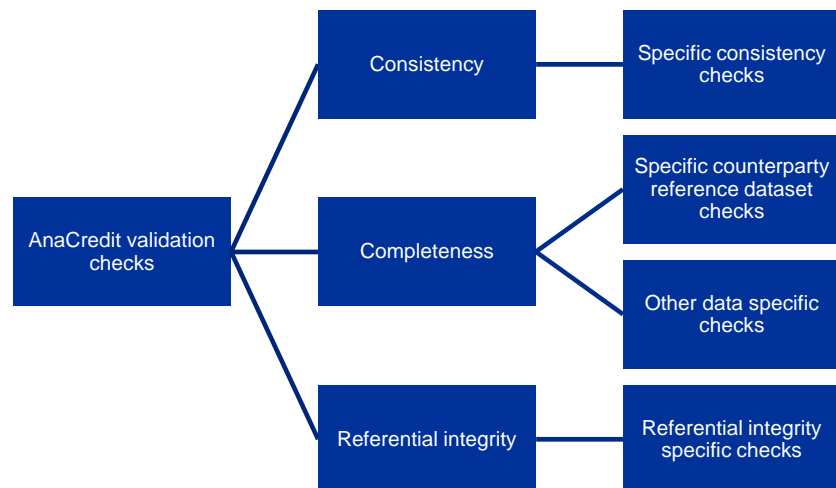 Consistency
Specific consistency
checks
Specific counterparty
reference dataset
checks
AnaCredit validation
checks
Completeness
Other data specific
checks
Referential integrity
Referential integrity
specific checks